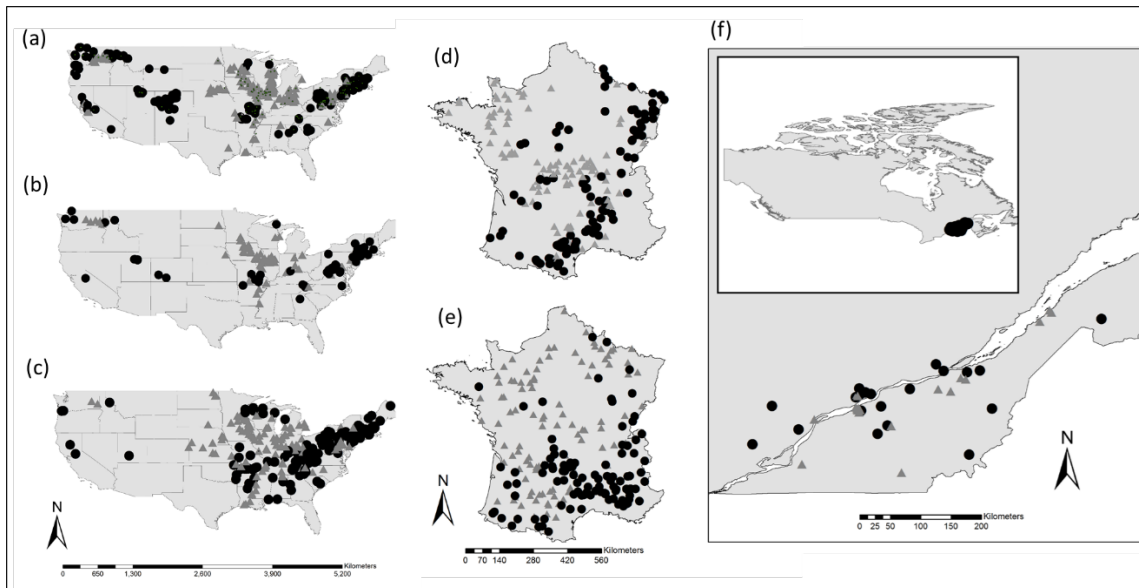 (a)
(b)
(c)
N
Kilometers
0 650 1,300 2,600 3,900 5,200
(d)
(e)
N
Kilometers
0 70 140 280 420 560
(f)
N
Kilometers
0 25 50 100 150 200